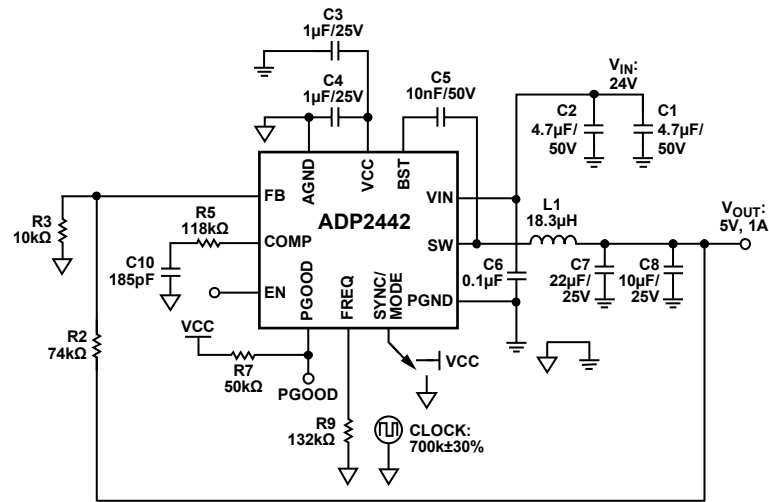 C3
1µF/25V
C4
1µF/25V
C5
10nF/50V
V_IN:
24V
C2
4.7µF/
50V
C1
4.7µF/
50V
AGND
VCC
BST
FB
VIN
ADP2442
R3
10kΩ
R5
118kΩ
COMP
SW
L1
18.3µH
V_OUT:
5V, 1A
C10
185pF
EN
PGOOD
FREQ
SYNC/
MODE
PGND
C6
0.1µF
C7
22µF/
25V
C8
10µF/
25V
R2
74kΩ
VCC
R7
50kΩ
PGOOD
VCC
R9
132kΩ
CLOCK:
700k±30%